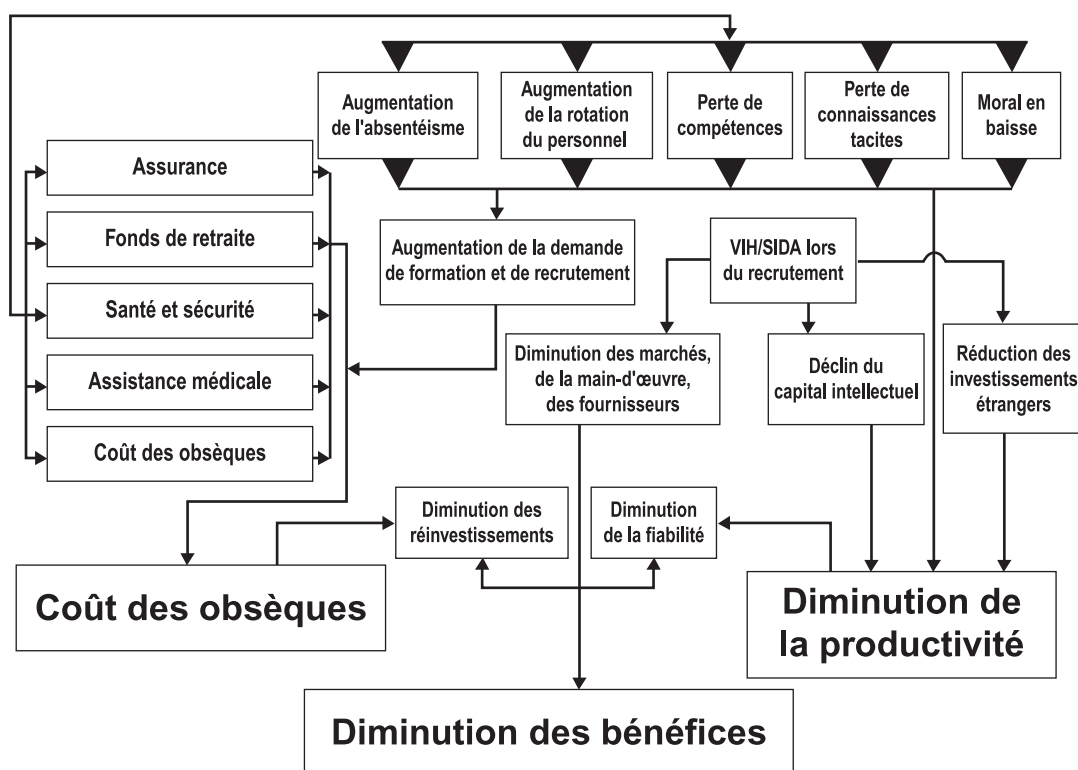 Augmentation
de l'absentéisme
Augmentation
de la rotation
du personnel
Perte de
compétences
Perte de
connaissances
tacites
Moral en
baisse
Assurance
Fonds de retraite
Santé et sécurité
Assistance médicale
Coût des obsèques
Augmentation de la demande
de formation et de recrutement
VIH/SIDA lors
du recrutement
Diminution des marchés,
de la main-d'œuvre,
des fournisseurs
Déclin du
capital intellectuel
Réduction des
investissements
étrangers
Diminution des
réinvestissements
Diminution
de la fiabilité
Coût des obsèques
Diminution de
la productivité
Diminution des bénéfices